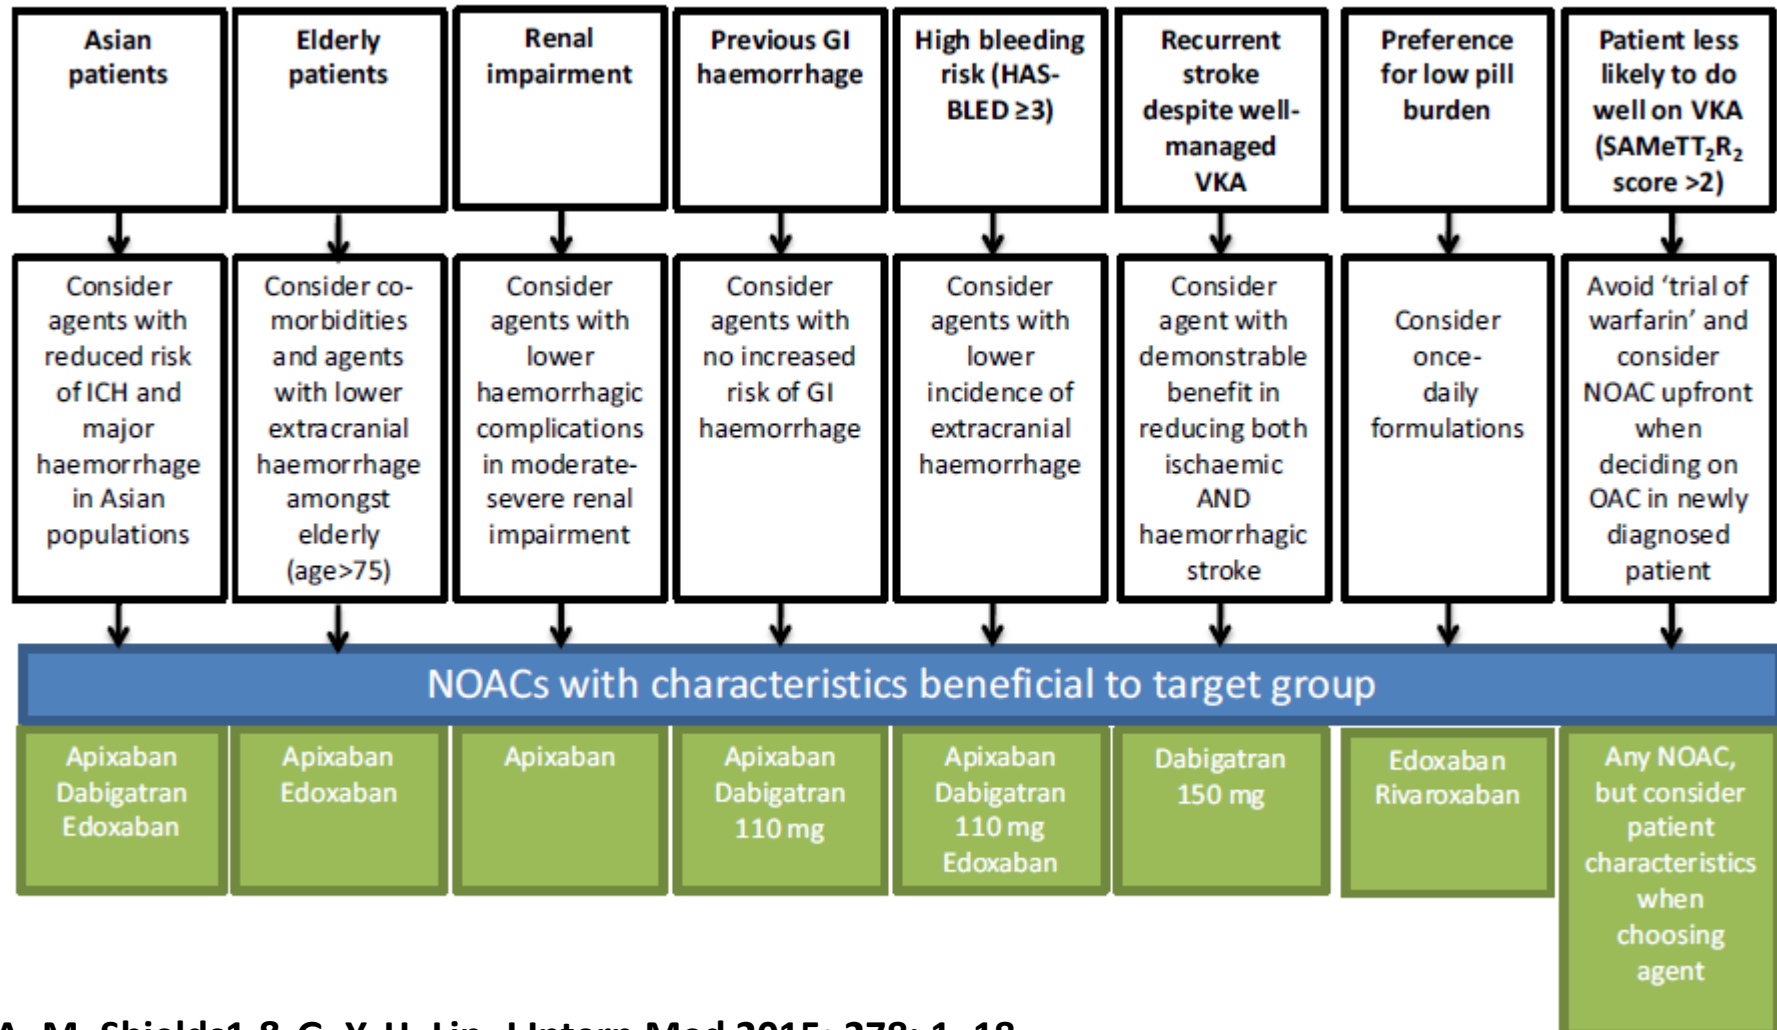 Asian
patients
Elderly
patients
Renal
impairment
Previous GI
haemorrhage
High bleeding
risk (HAS-
BLED ≥3)
Recurrent
stroke
despite well-
managed
VKA
Preference
for low pill
burden
Patient less
likely to do
well on VKA
(SAMeTT₂R₂
score >2)
Consider
agents with
reduced risk
of ICH and
major
haemorrhage
in Asian
populations
Consider co-
morbidities
and agents
with lower
extracranial
haemorrhage
amongst
elderly
(age>75)
Consider
agents with
lower
haemorrhagic
complications
in moderate-
severe renal
impairment
Consider
agents with
no increased
risk of GI
haemorrhage
Consider
agents with
lower
incidence of
extracranial
haemorrhage
Consider
agent with
demonstrable
benefit in
reducing both
ischaemic
AND
haemorrhagic
stroke
Consider
once-
daily
formulations
Avoid ‘trial of
warfarin’ and
consider
NOAC upfront
when
deciding on
OAC in newly
diagnosed
patient
NOACs with characteristics beneficial to target group
Apixaban
Dabigatran
Edoxaban
Apixaban
Edoxaban
Apixaban
Apixaban
Dabigatran
110 mg
Apixaban
Dabigatran
110 mg
Edoxaban
Dabigatran
150 mg
Edoxaban
Rivaroxaban
Any NOAC,
but consider
patient
characteristics
when
choosing
agent
A. M. Shields1 & G. Y. H. Lip. J Intern Med 2015; 278: 1–18